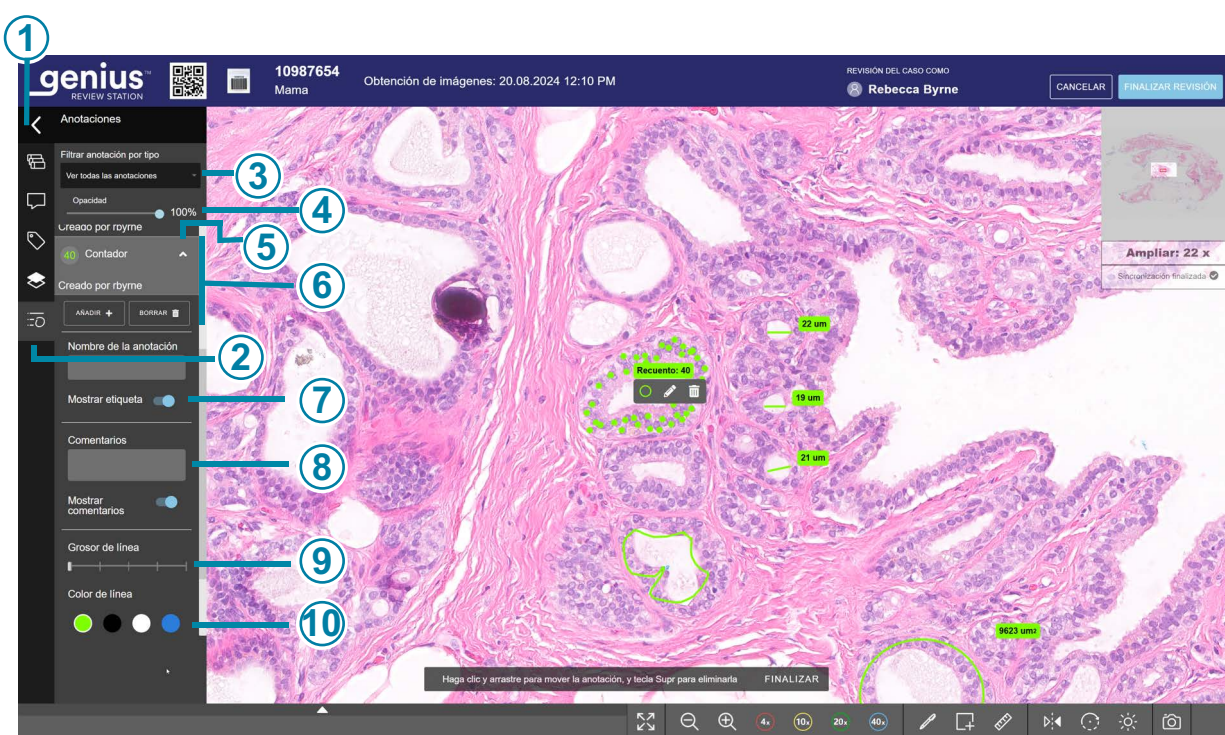 1
genius™
REVIEW STATION
10987654
Mama
Obtención de imágenes: 20.08.2024 12:10 PM
REVISIÓN DEL CASO COMO
Rebecca Byrne
CANCELAR
FINALIZAR REVISIÓN
Anotaciones
Filtrar anotación por tipo
Ver todas las anotaciones
3
Opacidad
100%
4
Creado por rbyrne
5
40 Contador
6
Creado por rbyrne
AÑADIR +
BORRAR
2
Nombre de la anotación
Mostrar etiqueta
7
Comentarios
8
Mostrar
comentarios
Grosor de línea
9
Color de línea
10
Ampliar: 22 x
Sincronización finalizada
22 um
Recuento: 40
19 um
21 um
9623 um²
Haga clic y arrastre para mover la anotación, y tecla Supr para eliminarla
FINALIZAR
4x
10x
20x
40x